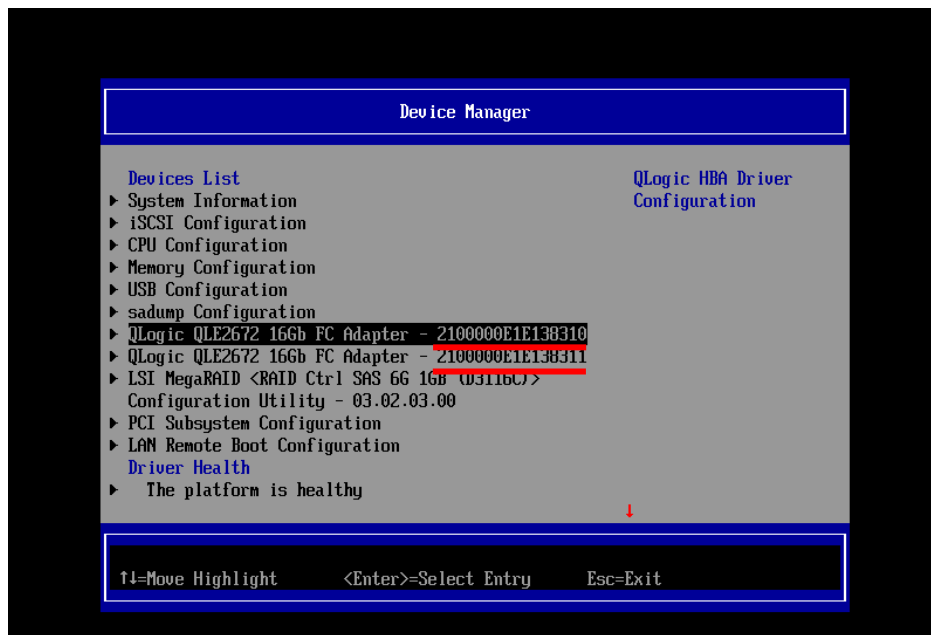 Device Manager
Devices List
QLogic HBA Driver
System Information
Configuration
iSCSI Configuration
CPU Configuration
Memory Configuration
USB Configuration
sadump Configuration
QLogic QLE2672 16Gb FC Adapter - 2100000E1E138310
QLogic QLE2672 16Gb FC Adapter - 2100000E1E138311
LSI MegaRAID <RAID Ctrl SAS 6G 1GB (D3116C)>
Configuration Utility - 03.02.03.00
PCI Subsystem Configuration
LAN Remote Boot Configuration
Driver Health
The platform is healthy
↑↓=Move Highlight <Enter>=Select Entry Esc=Exit